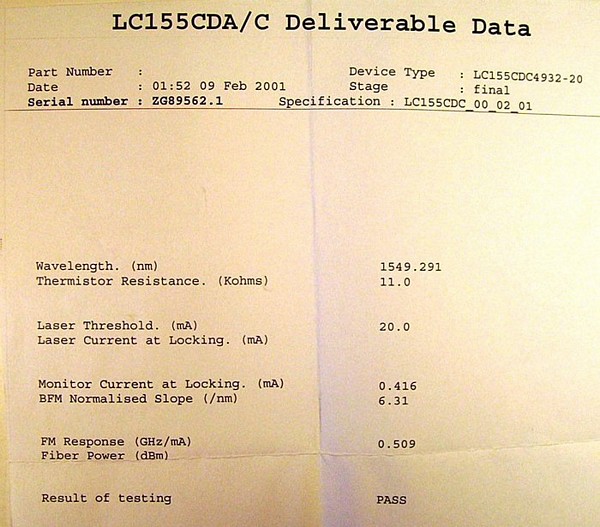 LC155CDA/C Deliverable Data
Part Number : Device Type : LC155CDC4932-20
Date : 01:52 09 Feb 2001 Stage : final
Serial number : ZG89562.1 Specification : LC155CDC_00_02_01
Wavelength. (nm) 1549.291
Thermistor Resistance. (Kohms) 11.0
Laser Threshold. (mA) 20.0
Laser Current at Locking. (mA)
Monitor Current at Locking. (mA) 0.416
BFM Normalised Slope (/nm) 6.31
FM Response (GHz/mA) 0.509
Fiber Power (dBm)
Result of testing PASS